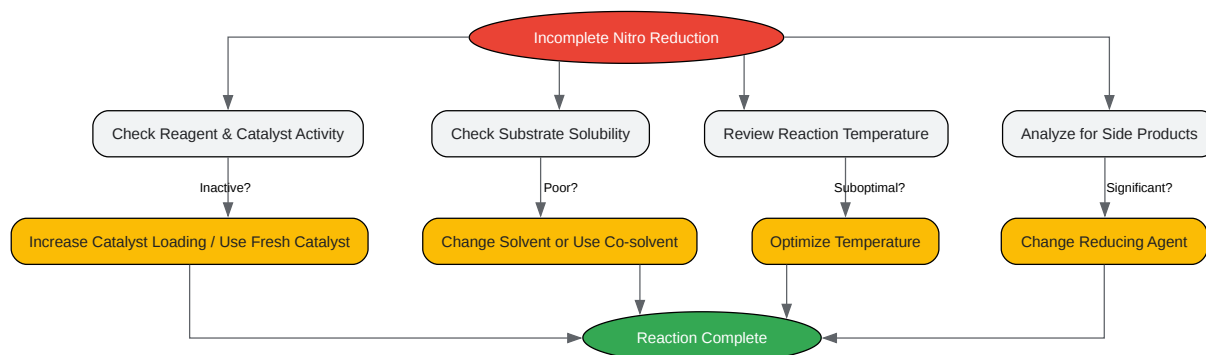 Incomplete Nitro Reduction
Check Reagent & Catalyst Activity
Check Substrate Solubility
Review Reaction Temperature
Analyze for Side Products
Inactive?
Poor?
Suboptimal?
Significant?
Increase Catalyst Loading / Use Fresh Catalyst
Change Solvent or Use Co-solvent
Optimize Temperature
Change Reducing Agent
Reaction Complete